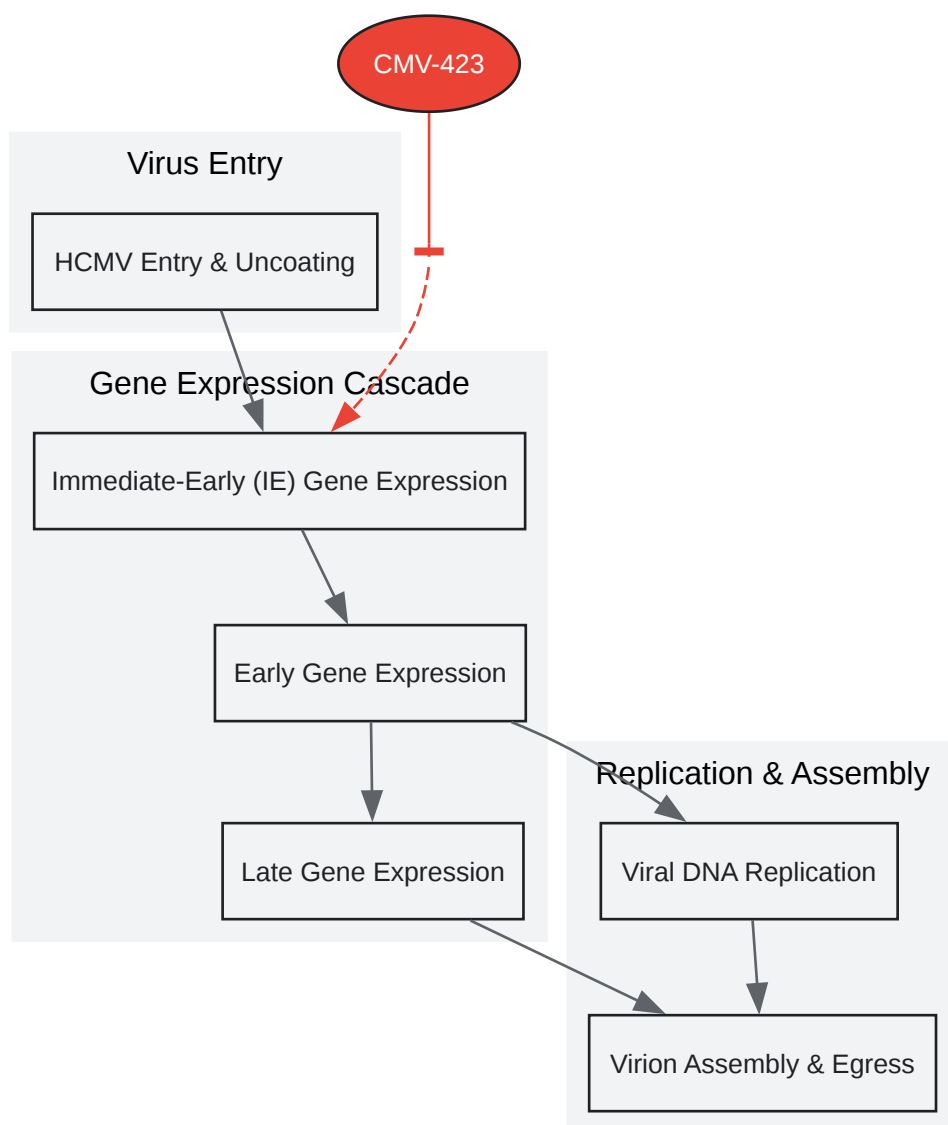 CMV-423
Virus Entry
HCMV Entry & Uncoating
Gene Expression Cascade
Immediate-Early (IE) Gene Expression
Early Gene Expression
Replication & Assembly
Late Gene Expression
Viral DNA Replication
Virion Assembly & Egress